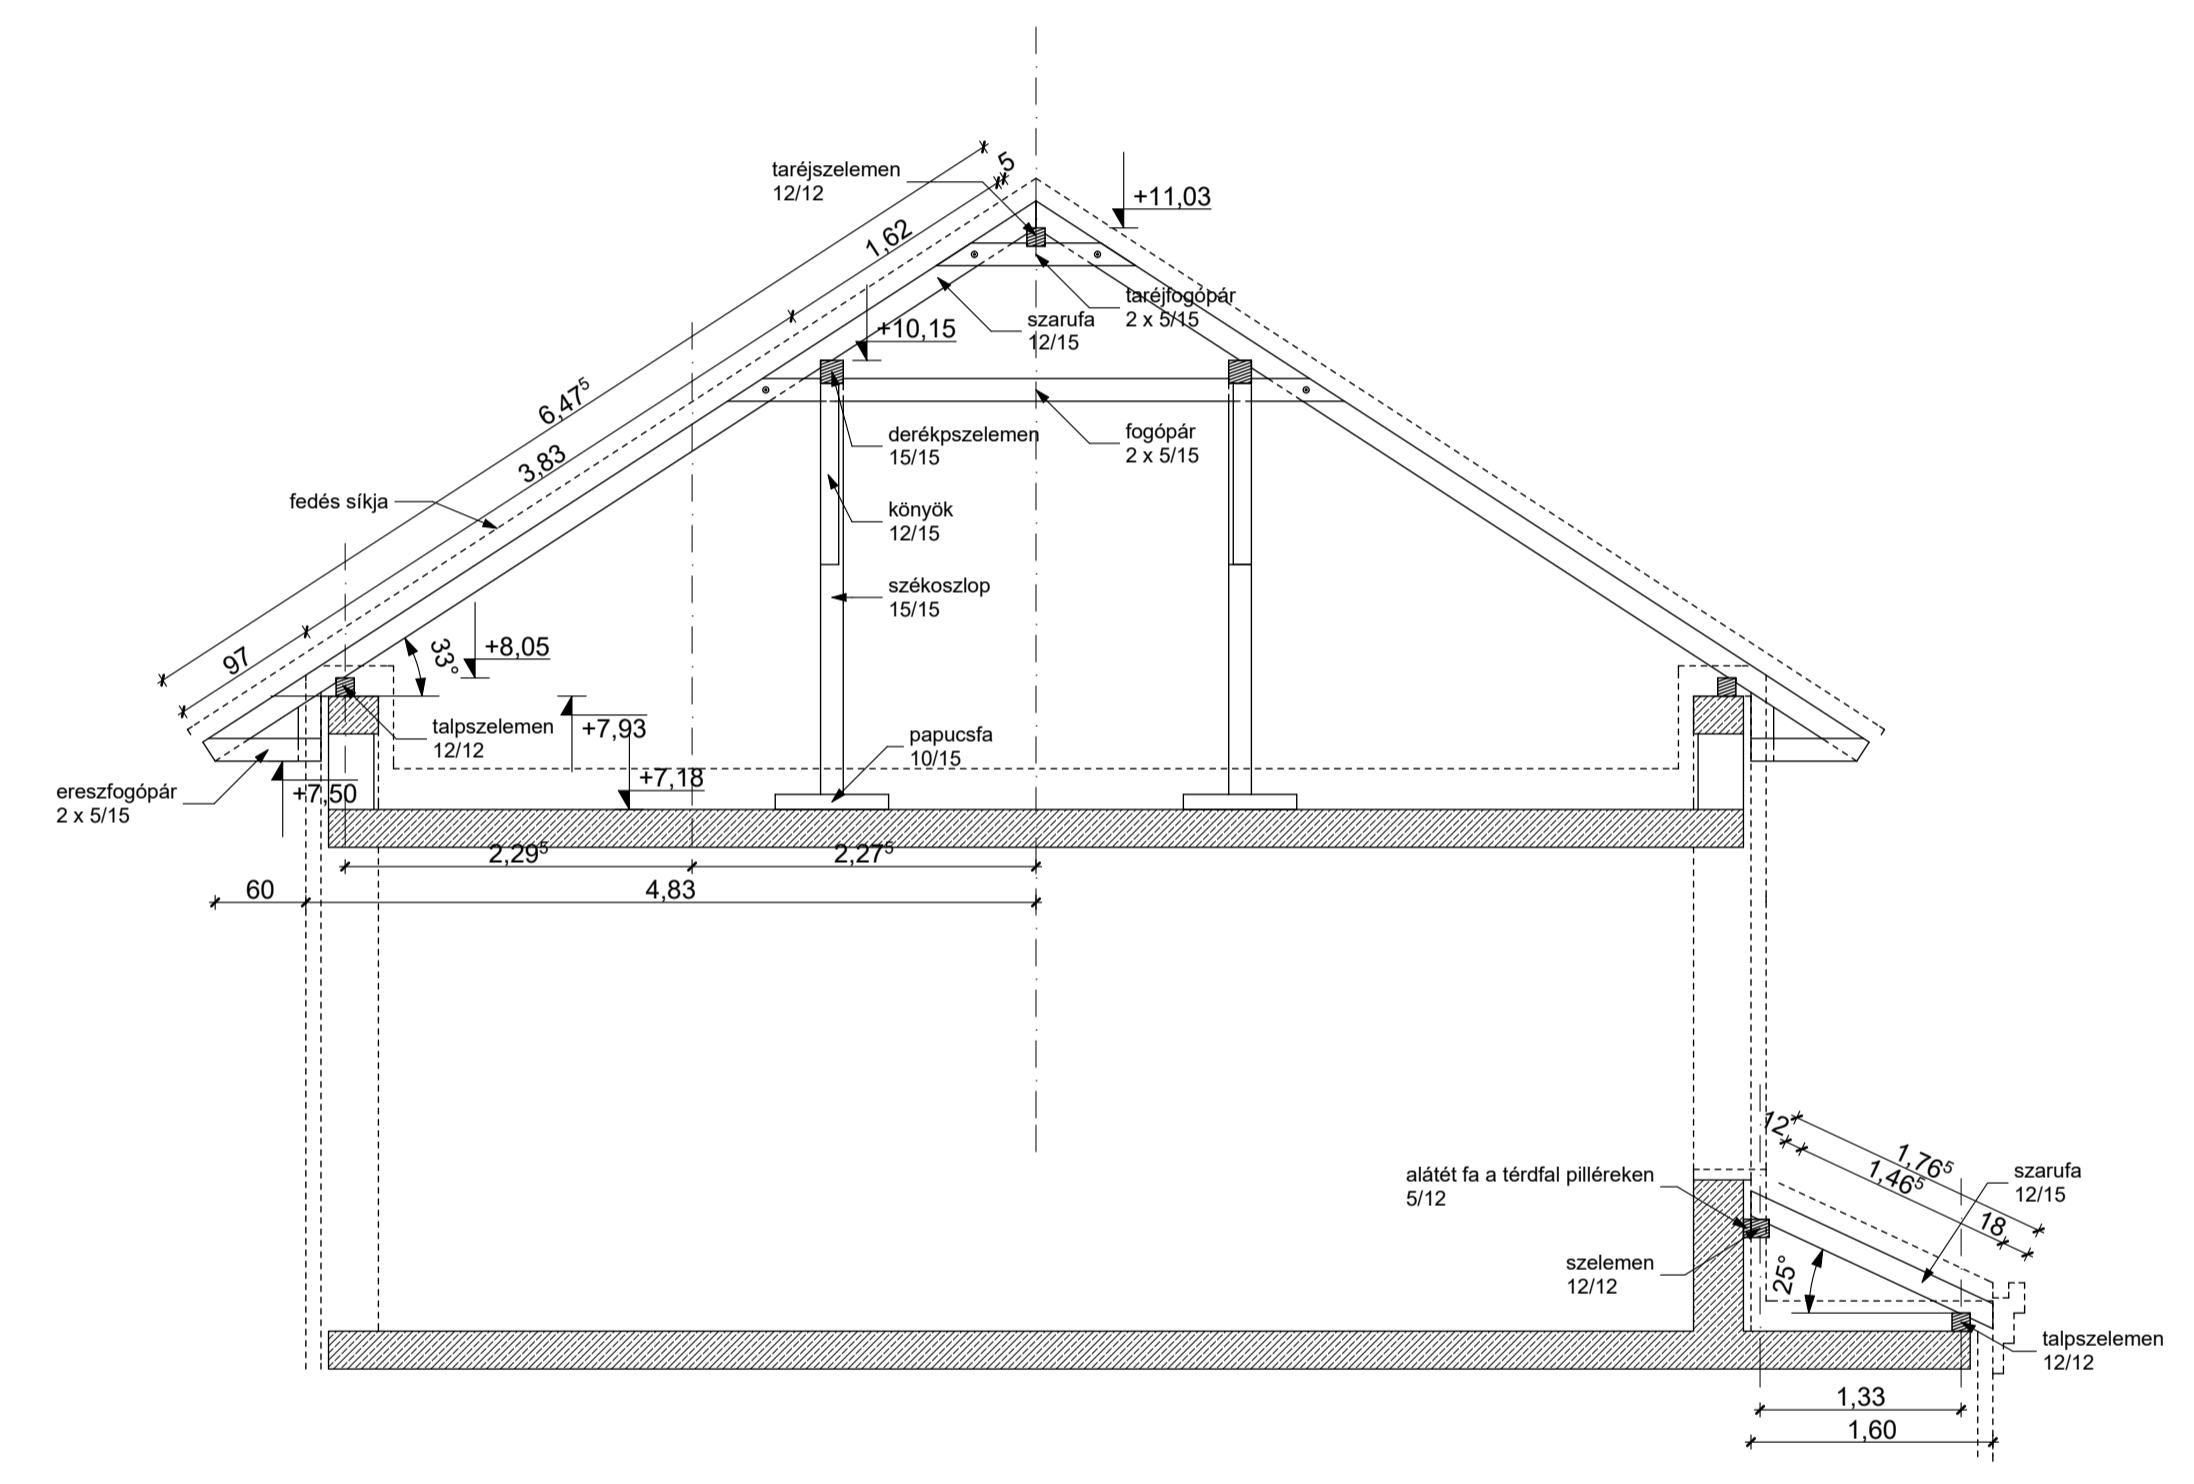 taréjszelemen
12/12
5
+11,03
1,62
taréjfogópár
2 x 5/15
szarufa
12/15
+10,15
6,47⁵
3,83
derékpszelemen
15/15
fogópár
2 x 5/15
fedés síkja
könyök
12/15
székoszlop
15/15
97
33°
+8,05
talpszelemen
12/12
+7,93
papucsfa
10/15
+7,18
ereszfogópár
2 x 5/15
+7,50
2,29⁵
2,27⁵
60
4,83
12
1,76⁵
1,46⁵
18
alátét fa a térdfal pilléreken
5/12
szarufa
12/15
szelemen
12/12
25°
talpszelemen
12/12
1,33
1,60